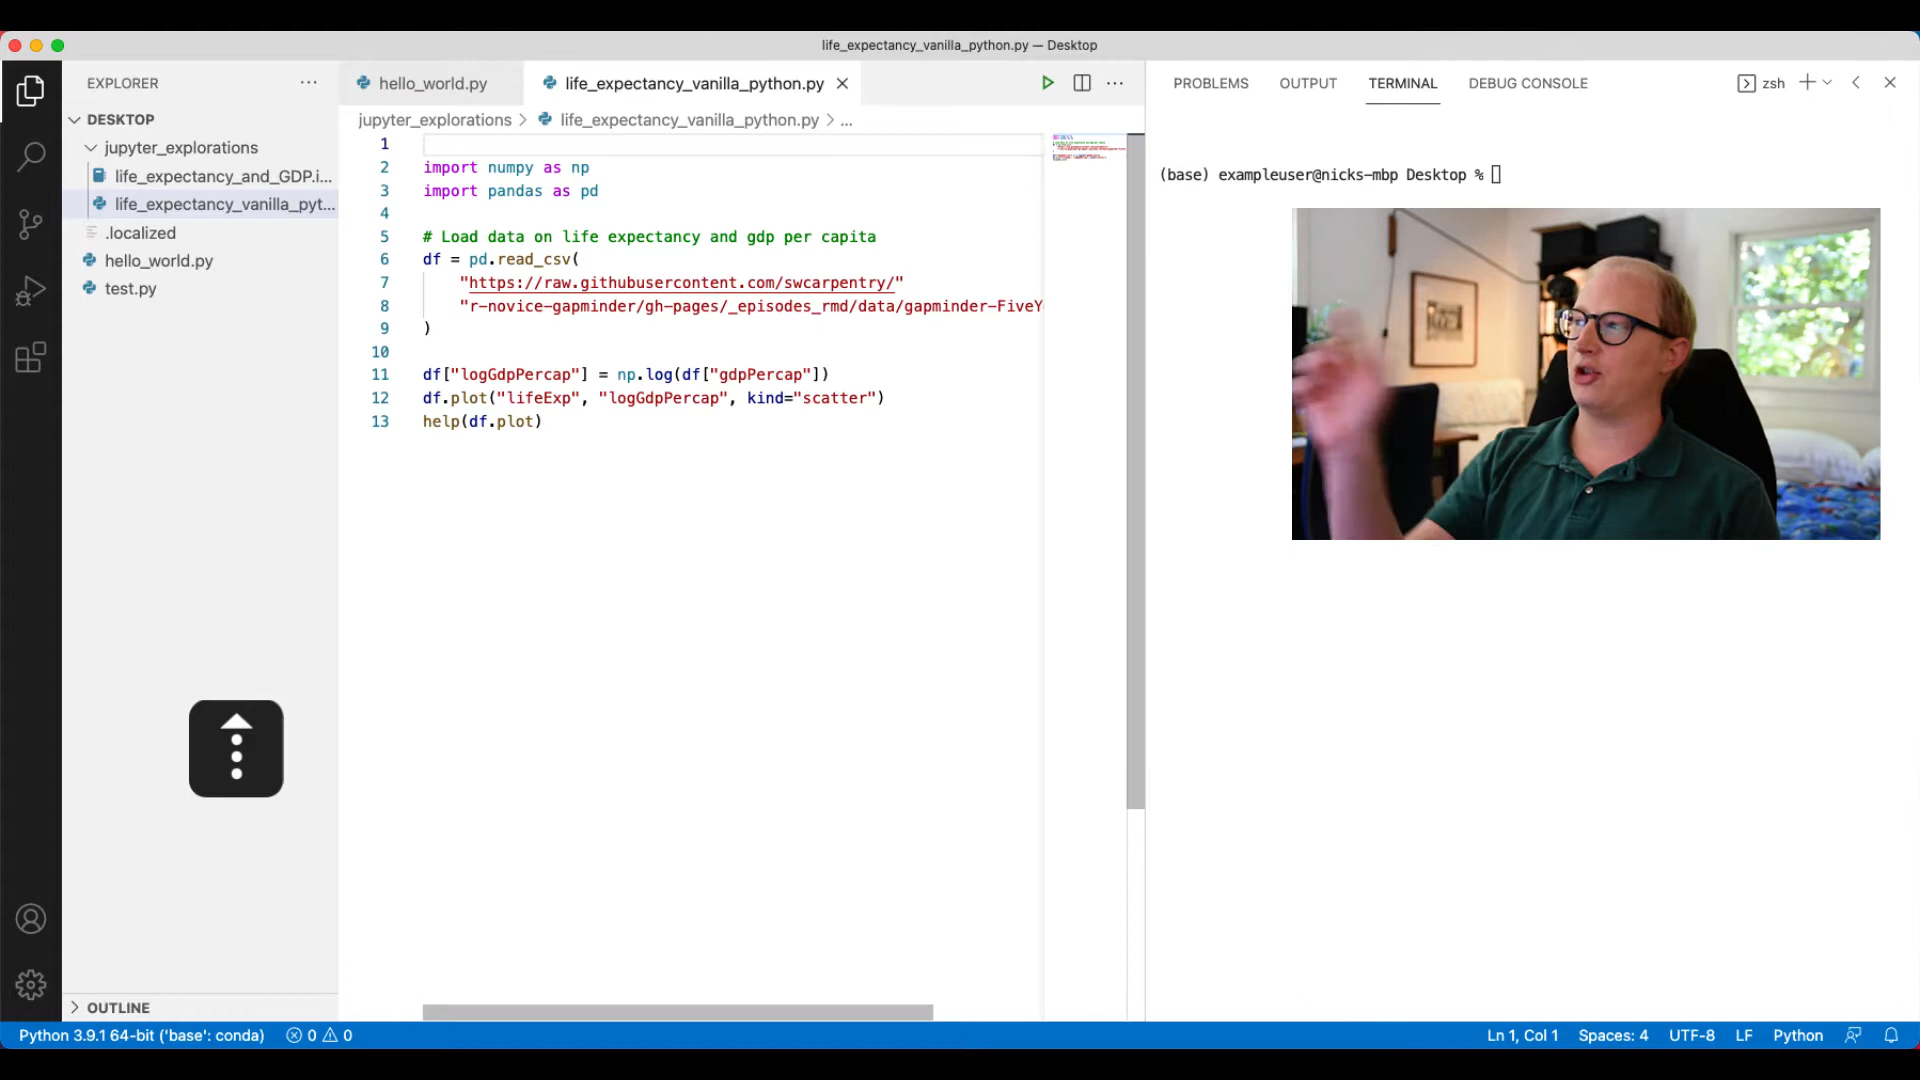 life_expectancy_vanilla_python.py — Desktop
EXPLORER
DESKTOP
jupyter_explorations
life_expectancy_and_GDP.i...
life_expectancy_vanilla_pyt...
.localized
hello_world.py
test.py
OUTLINE
hello_world.py
life_expectancy_vanilla_python.py
jupyter_explorations > life_expectancy_vanilla_python.py > ...
1
2 import numpy as np
3 import pandas as pd
4
5 # Load data on life expectancy and gdp per capita
6 df = pd.read_csv(
7 "https://raw.githubusercontent.com/swcarpentry/"
8 "r-novice-gapminder/gh-pages/_episodes_rmd/data/gapminder-FiveY
9 )
10
11 df["logGdpPercap"] = np.log(df["gdpPercap"])
12 df.plot("lifeExp", "logGdpPercap", kind="scatter")
13 help(df.plot)
PROBLEMS OUTPUT TERMINAL DEBUG CONSOLE
zsh
(base) exampleuser@nicks-mbp Desktop %
Python 3.9.1 64-bit ('base': conda) 0 0
Ln 1, Col 1 Spaces: 4 UTF-8 LF Python